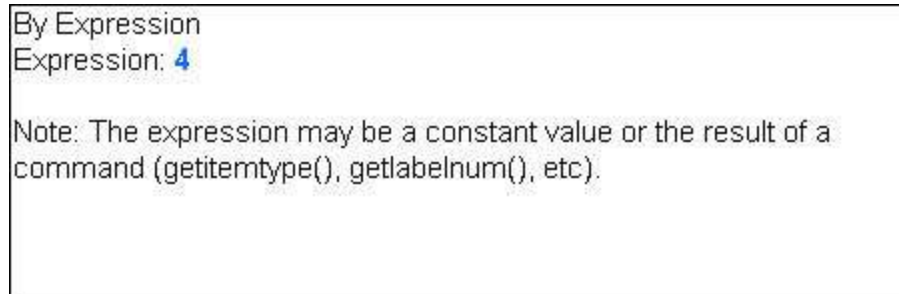 By Expression
Expression: 4
Note: The expression may be a constant value or the result of a
command (getitemtype(), getlabelnum(), etc).